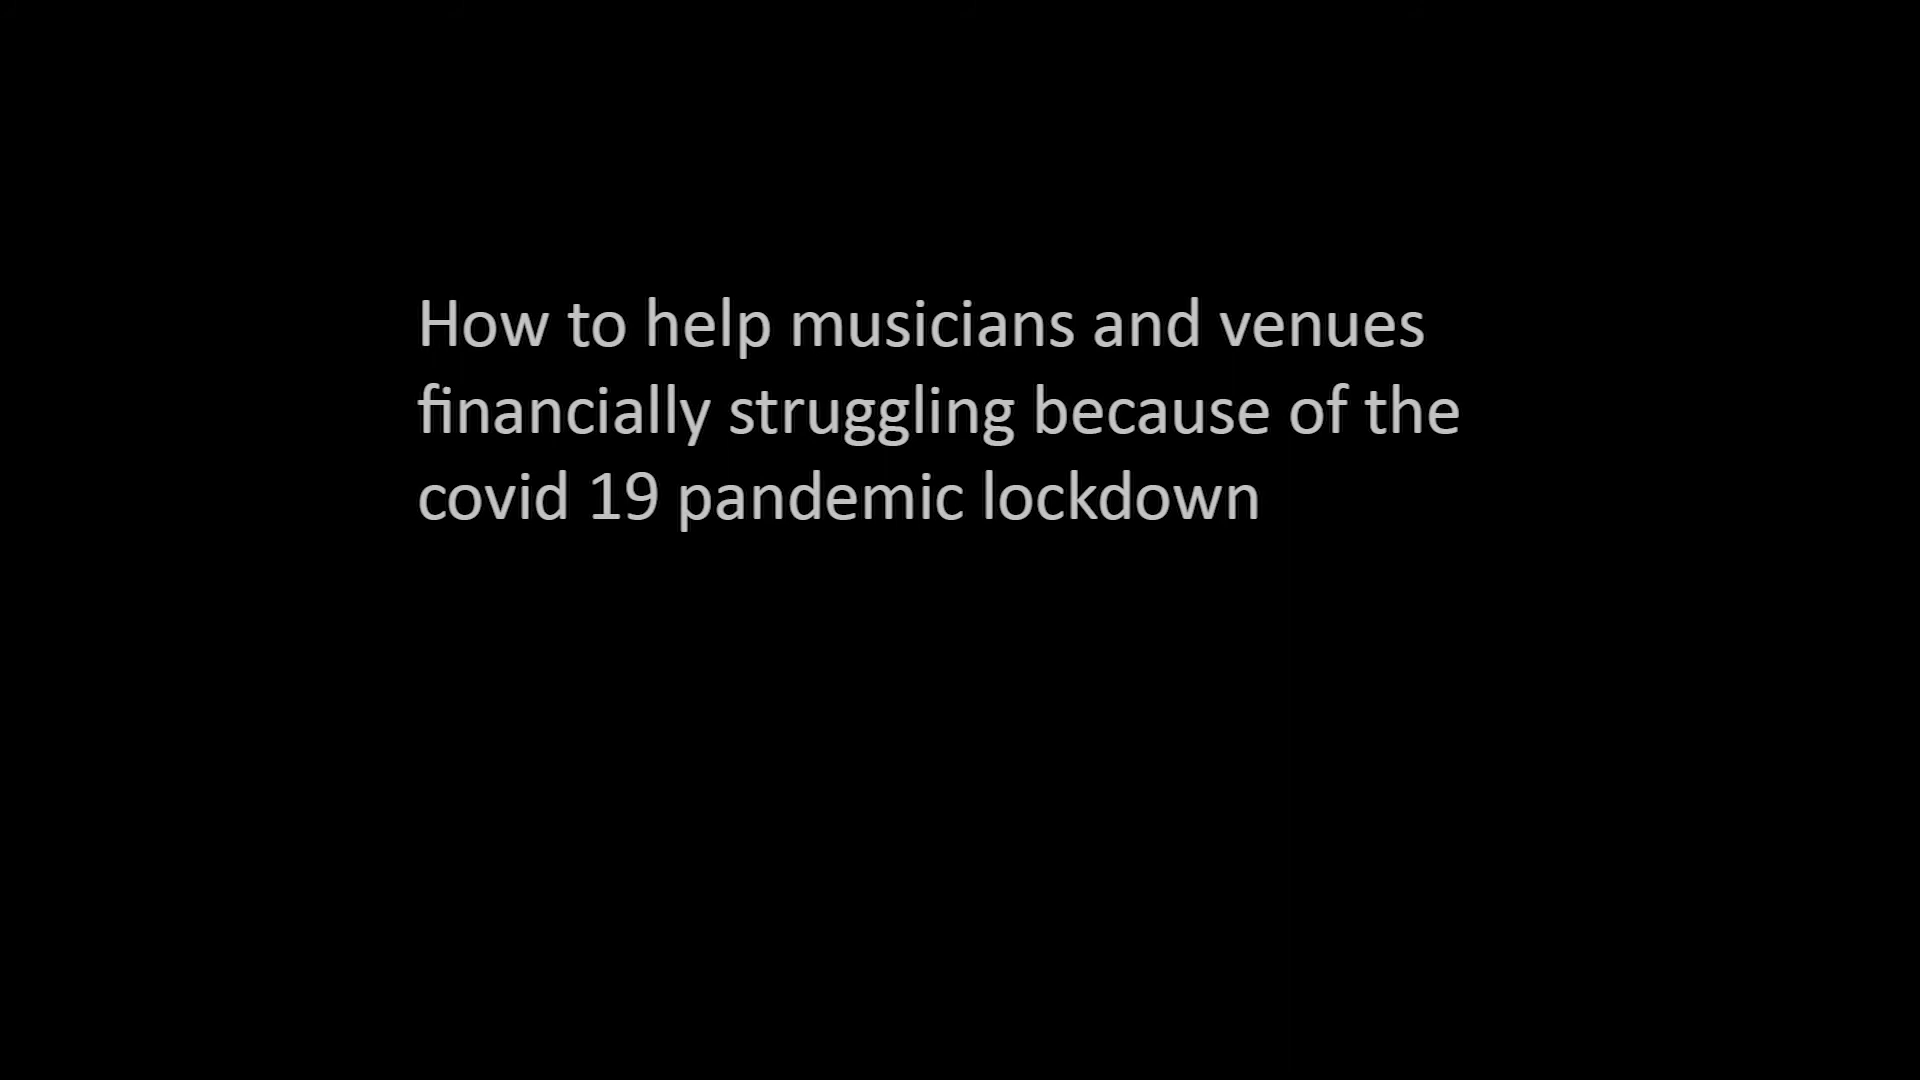 How to help musicians and venues
financially struggling because of the
covid 19 pandemic lockdown